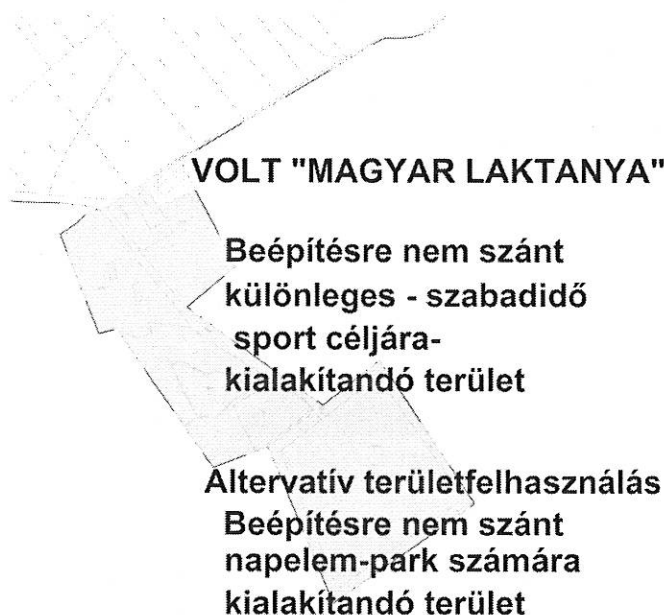 VOLT "MAGYAR LAKTANYA"
Beépítésre nem szánt
különleges - szabadidő
sport céljára-
kialakítandó terület
Altervatív területfelhasználás
Beépítésre nem szánt
napelem-park számára
kialakítandó terület